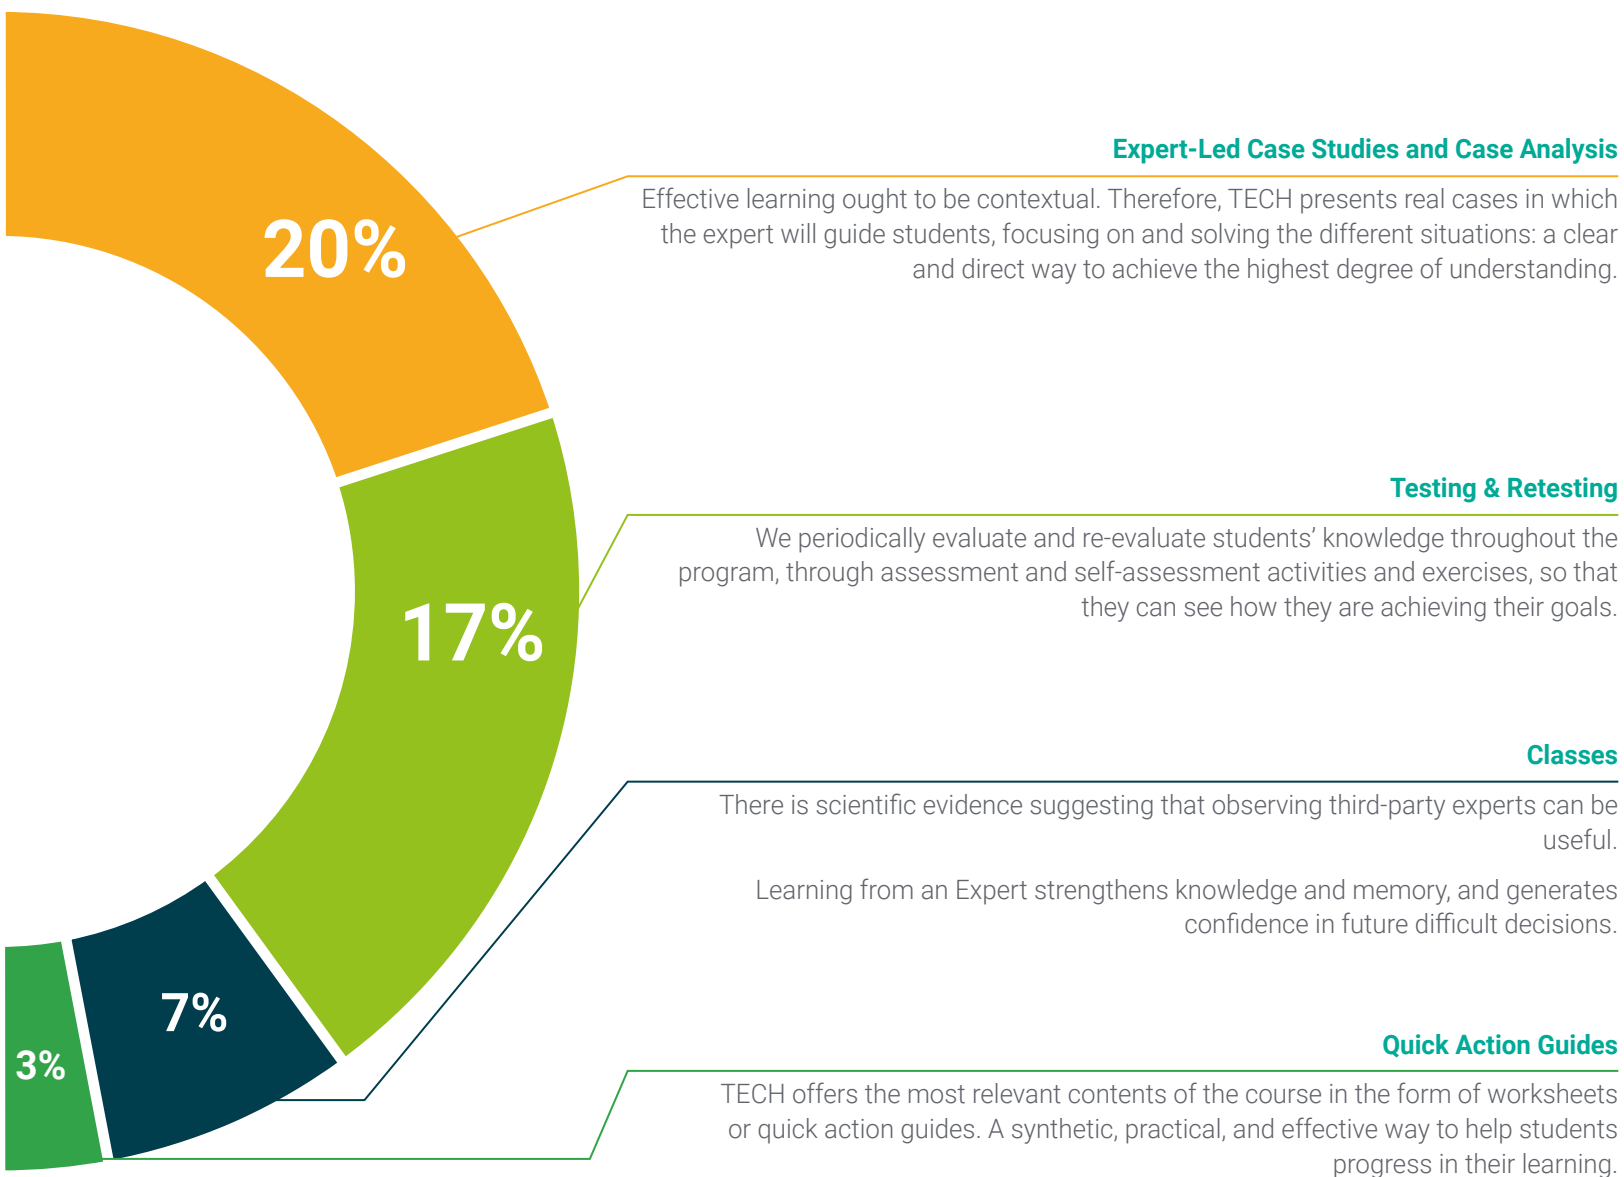 Expert-Led Case Studies and Case Analysis
Effective learning ought to be contextual. Therefore, TECH presents real cases in which
the expert will guide students, focusing on and solving the different situations: a clear
and direct way to achieve the highest degree of understanding.
20%
Testing & Retesting
We periodically evaluate and re-evaluate students’ knowledge throughout the
program, through assessment and self-assessment activities and exercises, so that
they can see how they are achieving their goals.
17%
Classes
There is scientific evidence suggesting that observing third-party experts can be
useful.
Learning from an Expert strengthens knowledge and memory, and generates
confidence in future difficult decisions.
7%
Quick Action Guides
TECH offers the most relevant contents of the course in the form of worksheets
or quick action guides. A synthetic, practical, and effective way to help students
progress in their learning.
3%